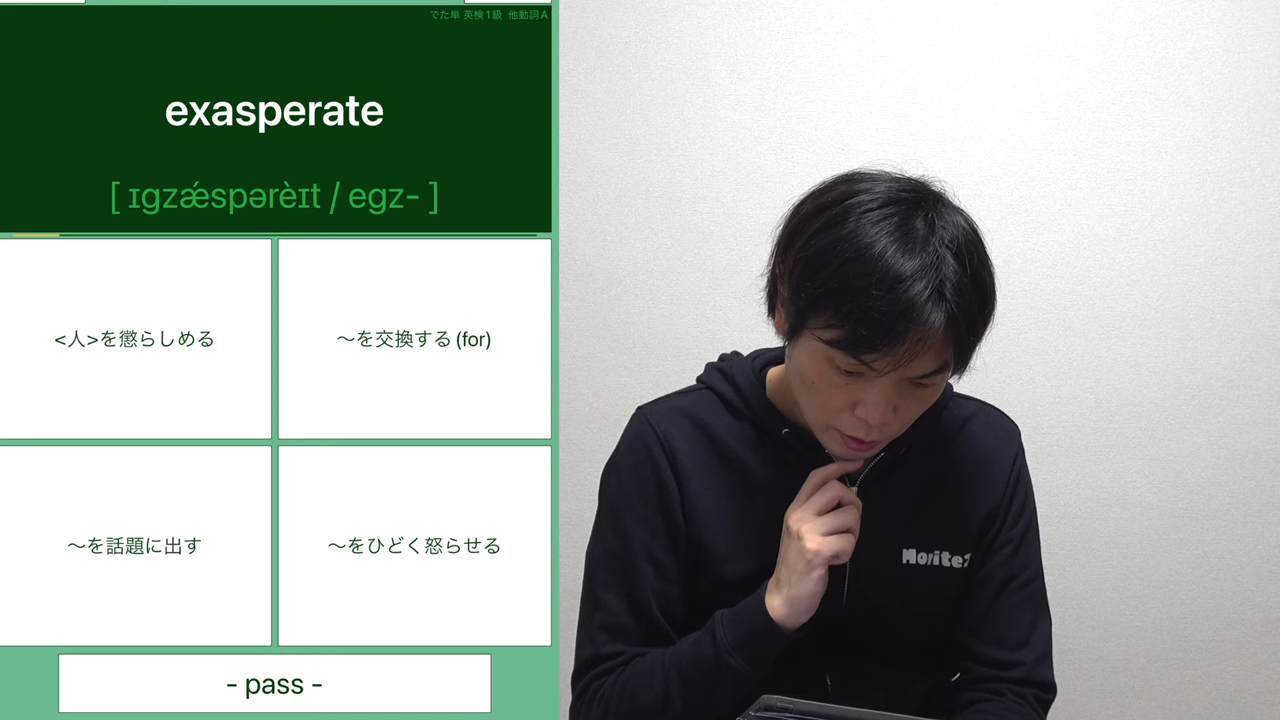 でた単 英検1級 他動詞A
exasperate
[ ɪgzǽspərèɪt / egz- ]
<人>を懲らしめる
〜を交換する(for)
〜を話題に出す
〜をひどく怒らせる
- pass -